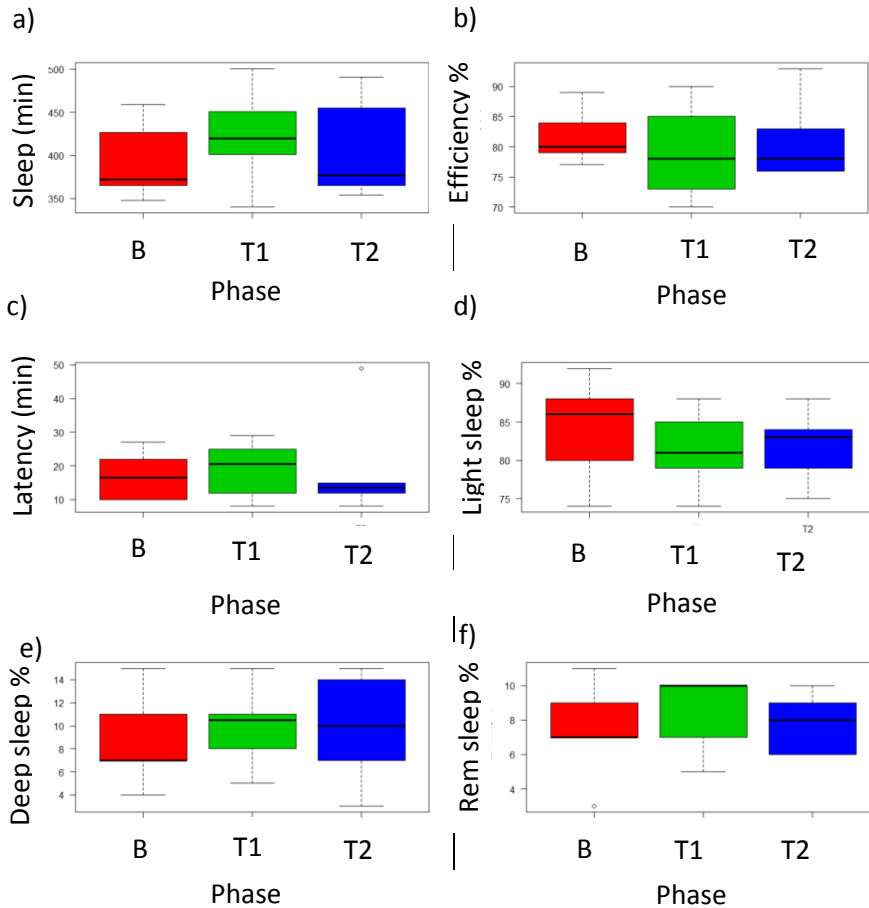 a)
Sleep (min)
500
450
400
350
B T1 T2
Phase
b)
Efficiency %
90
85
80
75
70
B T1 T2
c)
Latency (min)
50
40
30
20
10
B T1 T2
Phase
d)
Light sleep %
90
85
80
75
T2
B T1 T2
Phase
e)
Deep sleep %
14
12
10
8
6
4
B T1 T2
Phase
f)
Rem sleep %
10
8
6
4
B T1 T2
Phase